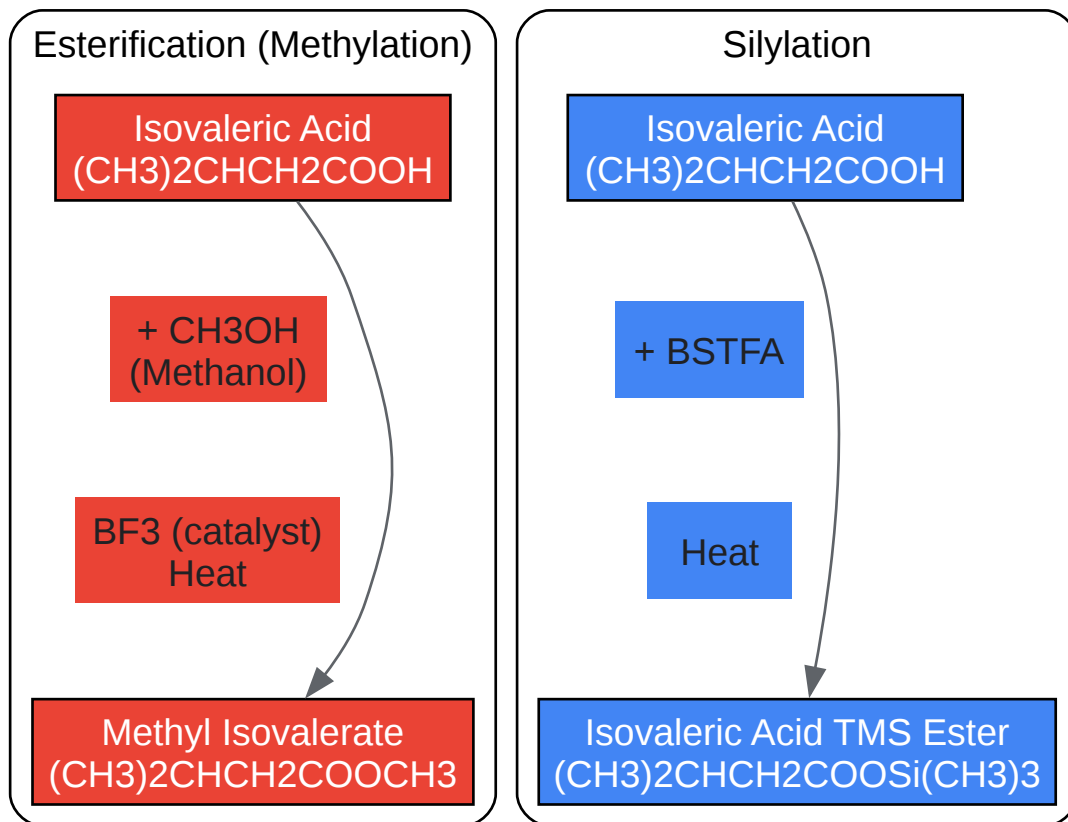 Esterification (Methylation)
Isovaleric Acid
(CH3)2CHCH2COOH
+ CH3OH
(Methanol)
BF3 (catalyst)
Heat
Methyl Isovalerate
(CH3)2CHCH2COOCH3
Silylation
Isovaleric Acid
(CH3)2CHCH2COOH
+ BSTFA
Heat
Isovaleric Acid TMS Ester
(CH3)2CHCH2COOSi(CH3)3